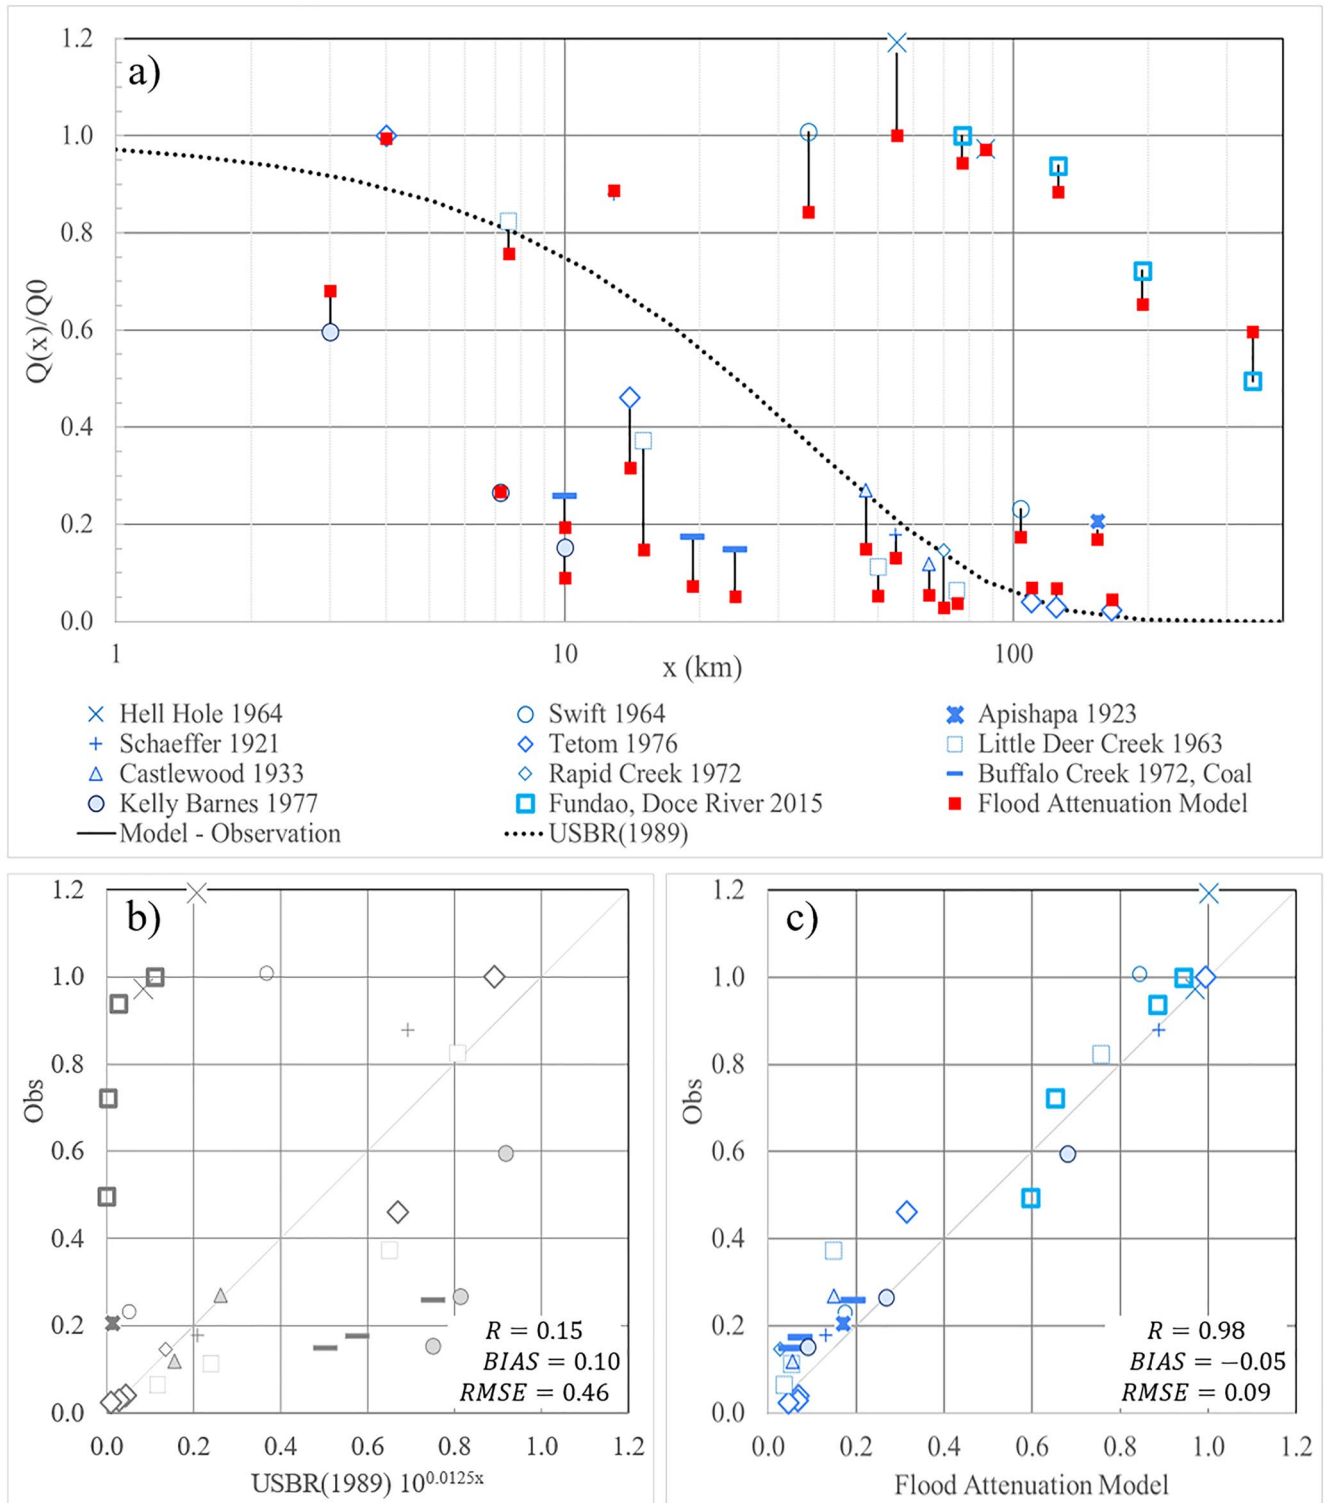 a)
1.2
1.0
0.8
0.6
0.4
0.2
0.0
Q(x)/Q0
1 10 100
x (km)
Hell Hole 1964 Swift 1964 Apishapa 1923
Schaeffer 1921 Tetom 1976 Little Deer Creek 1963
Castlewood 1933 Rapid Creek 1972 Buffalo Creek 1972, Coal
Kelly Barnes 1977 Fundao, Doce River 2015 Flood Attenuation Model
Model - Observation USBR(1989)
b)
1.2
1.0
0.8
0.6
0.4
0.2
0.0
Obs
R = 0.15
BIAS = 0.10
RMSE = 0.46
0.0 0.2 0.4 0.6 0.8 1.0 1.2
USBR(1989) 10^0.0125x
c)
1.2
1.0
0.8
0.6
0.4
0.2
0.0
Obs
R = 0.98
BIAS = −0.05
RMSE = 0.09
0.0 0.2 0.4 0.6 0.8 1.0 1.2
Flood Attenuation Model